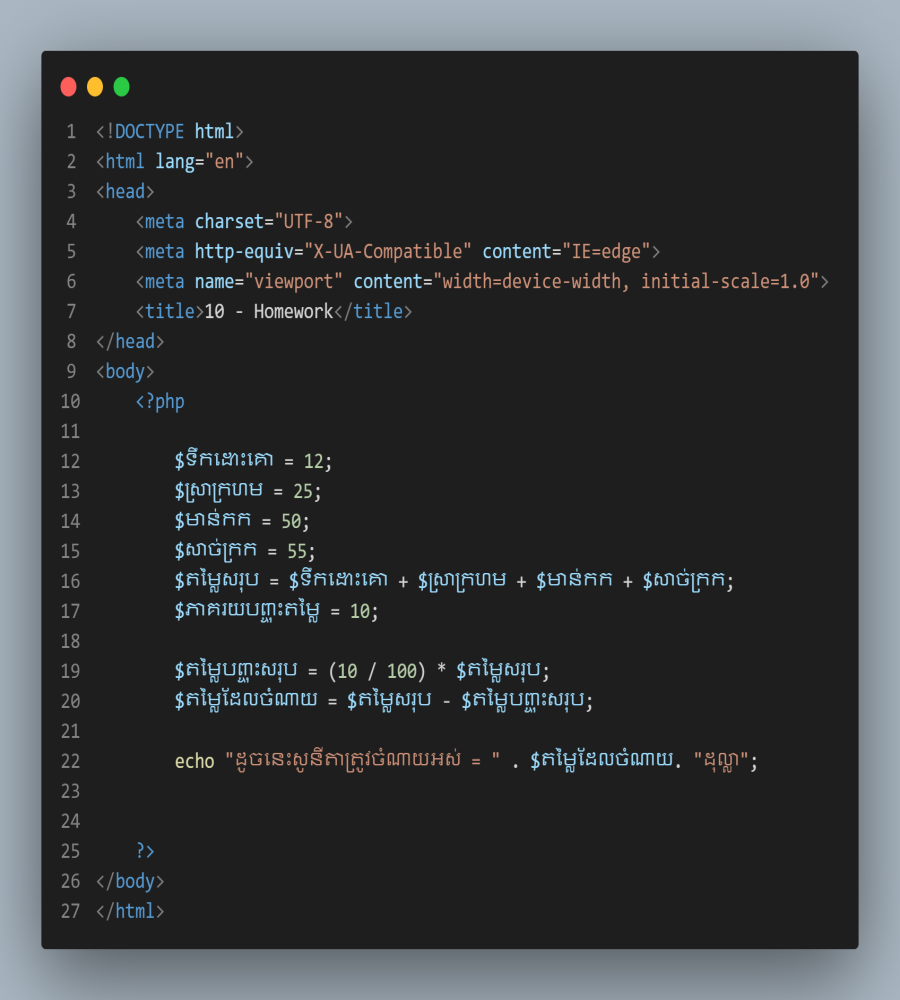 1 <!DOCTYPE html>
2 <html lang="en">
3 <head>
4 <meta charset="UTF-8">
5 <meta http-equiv="X-UA-Compatible" content="IE=edge">
6 <meta name="viewport" content="width=device-width, initial-scale=1.0">
7 <title>10 - Homework</title>
8 </head>
9 <body>
10 <?php
11
12 $ទឹកដោះគោ = 12;
13 $ស្រាក្រហម = 25;
14 $មាន់កក = 50;
15 $សាច់ក្រក = 55;
16 $តម្លៃសរុប = $ទឹកដោះគោ + $ស្រាក្រហម + $មាន់កក + $សាច់ក្រក;
17 $ភាគរយបញ្ចុះតម្លៃ = 10;
18
19 $តម្លៃបញ្ចុះសរុប = (10 / 100) * $តម្លៃសរុប;
20 $តម្លៃដែលចំណាយ = $តម្លៃសរុប - $តម្លៃបញ្ចុះសរុប;
21
22 echo "ដូចនេះសូនីតាត្រូវចំណាយអស់ = " . $តម្លៃដែលចំណាយ. "ដុល្លា";
23
24
25 ?>
26 </body>
27 </html>